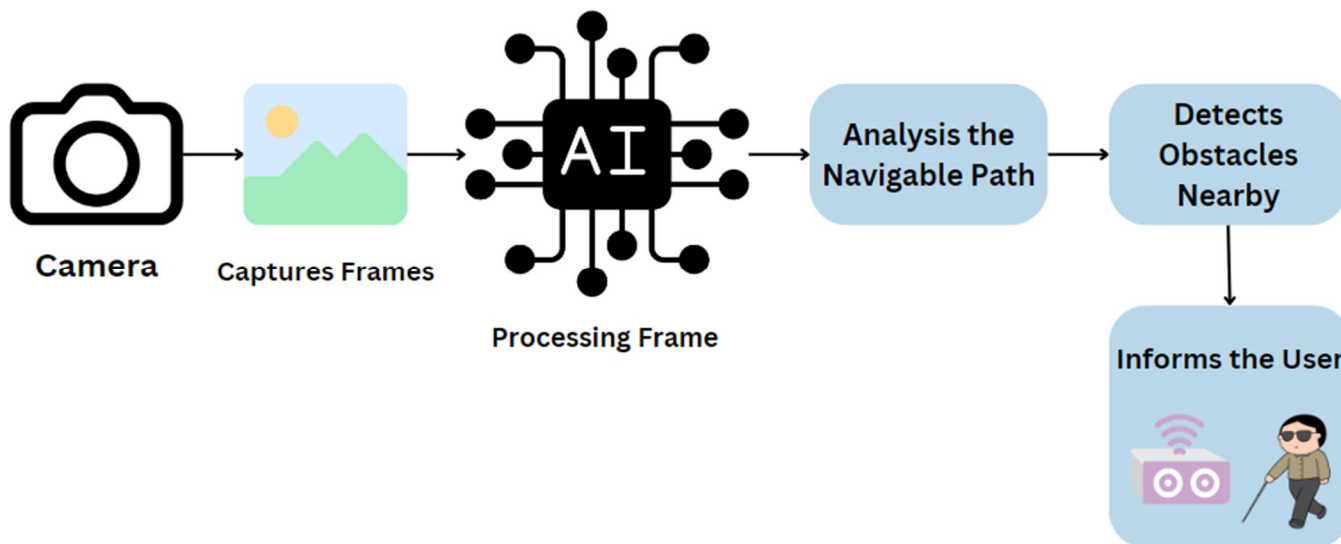 Camera
Captures Frames
AI
Processing Frame
Analysis the
Navigable Path
Detects
Obstacles
Nearby
Informs the User